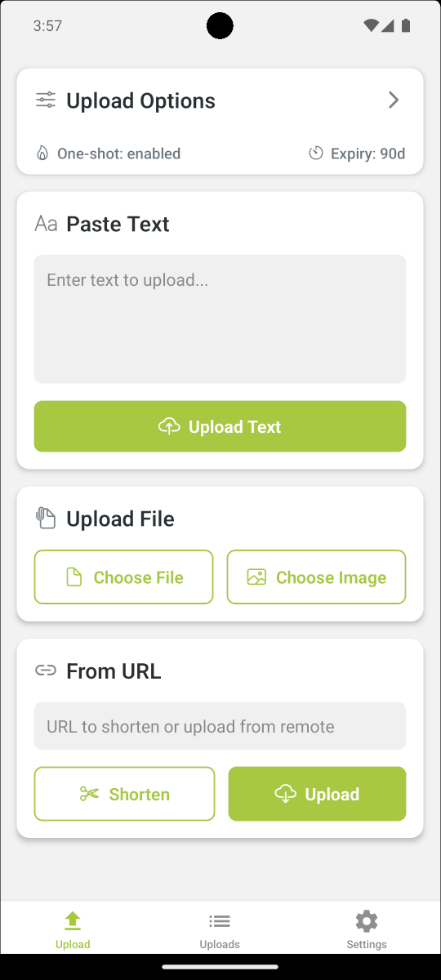 3:57
Upload Options
One-shot: enabled
Expiry: 90d
Aa Paste Text
Enter text to upload...
Upload Text
Upload File
Choose File
Choose Image
From URL
URL to shorten or upload from remote
Shorten
Upload
Upload
Uploads
Settings